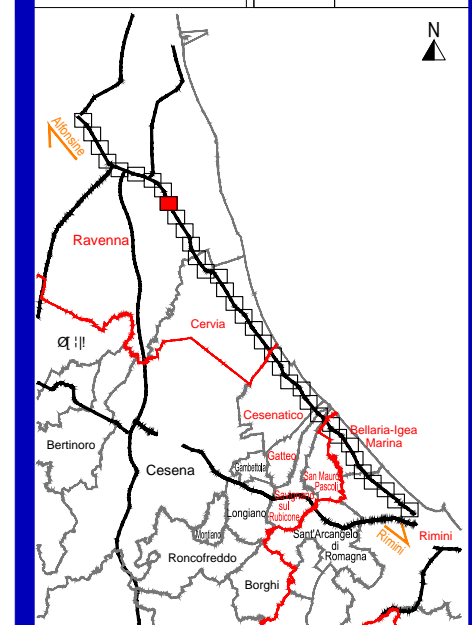 N
Alfonsine
Ravenna
Cervia
Cesenatico
Bellaria-Igea
Marina
Bertinoro
Gatteo
Cesena
Gambettola
San Mauro
Pascoli
Savignano
sul
Rubicone
Longiano
Montiano
Sant'Arcangelo
di
Romagna
Rimini
Rimini
Roncofreddo
Borghi